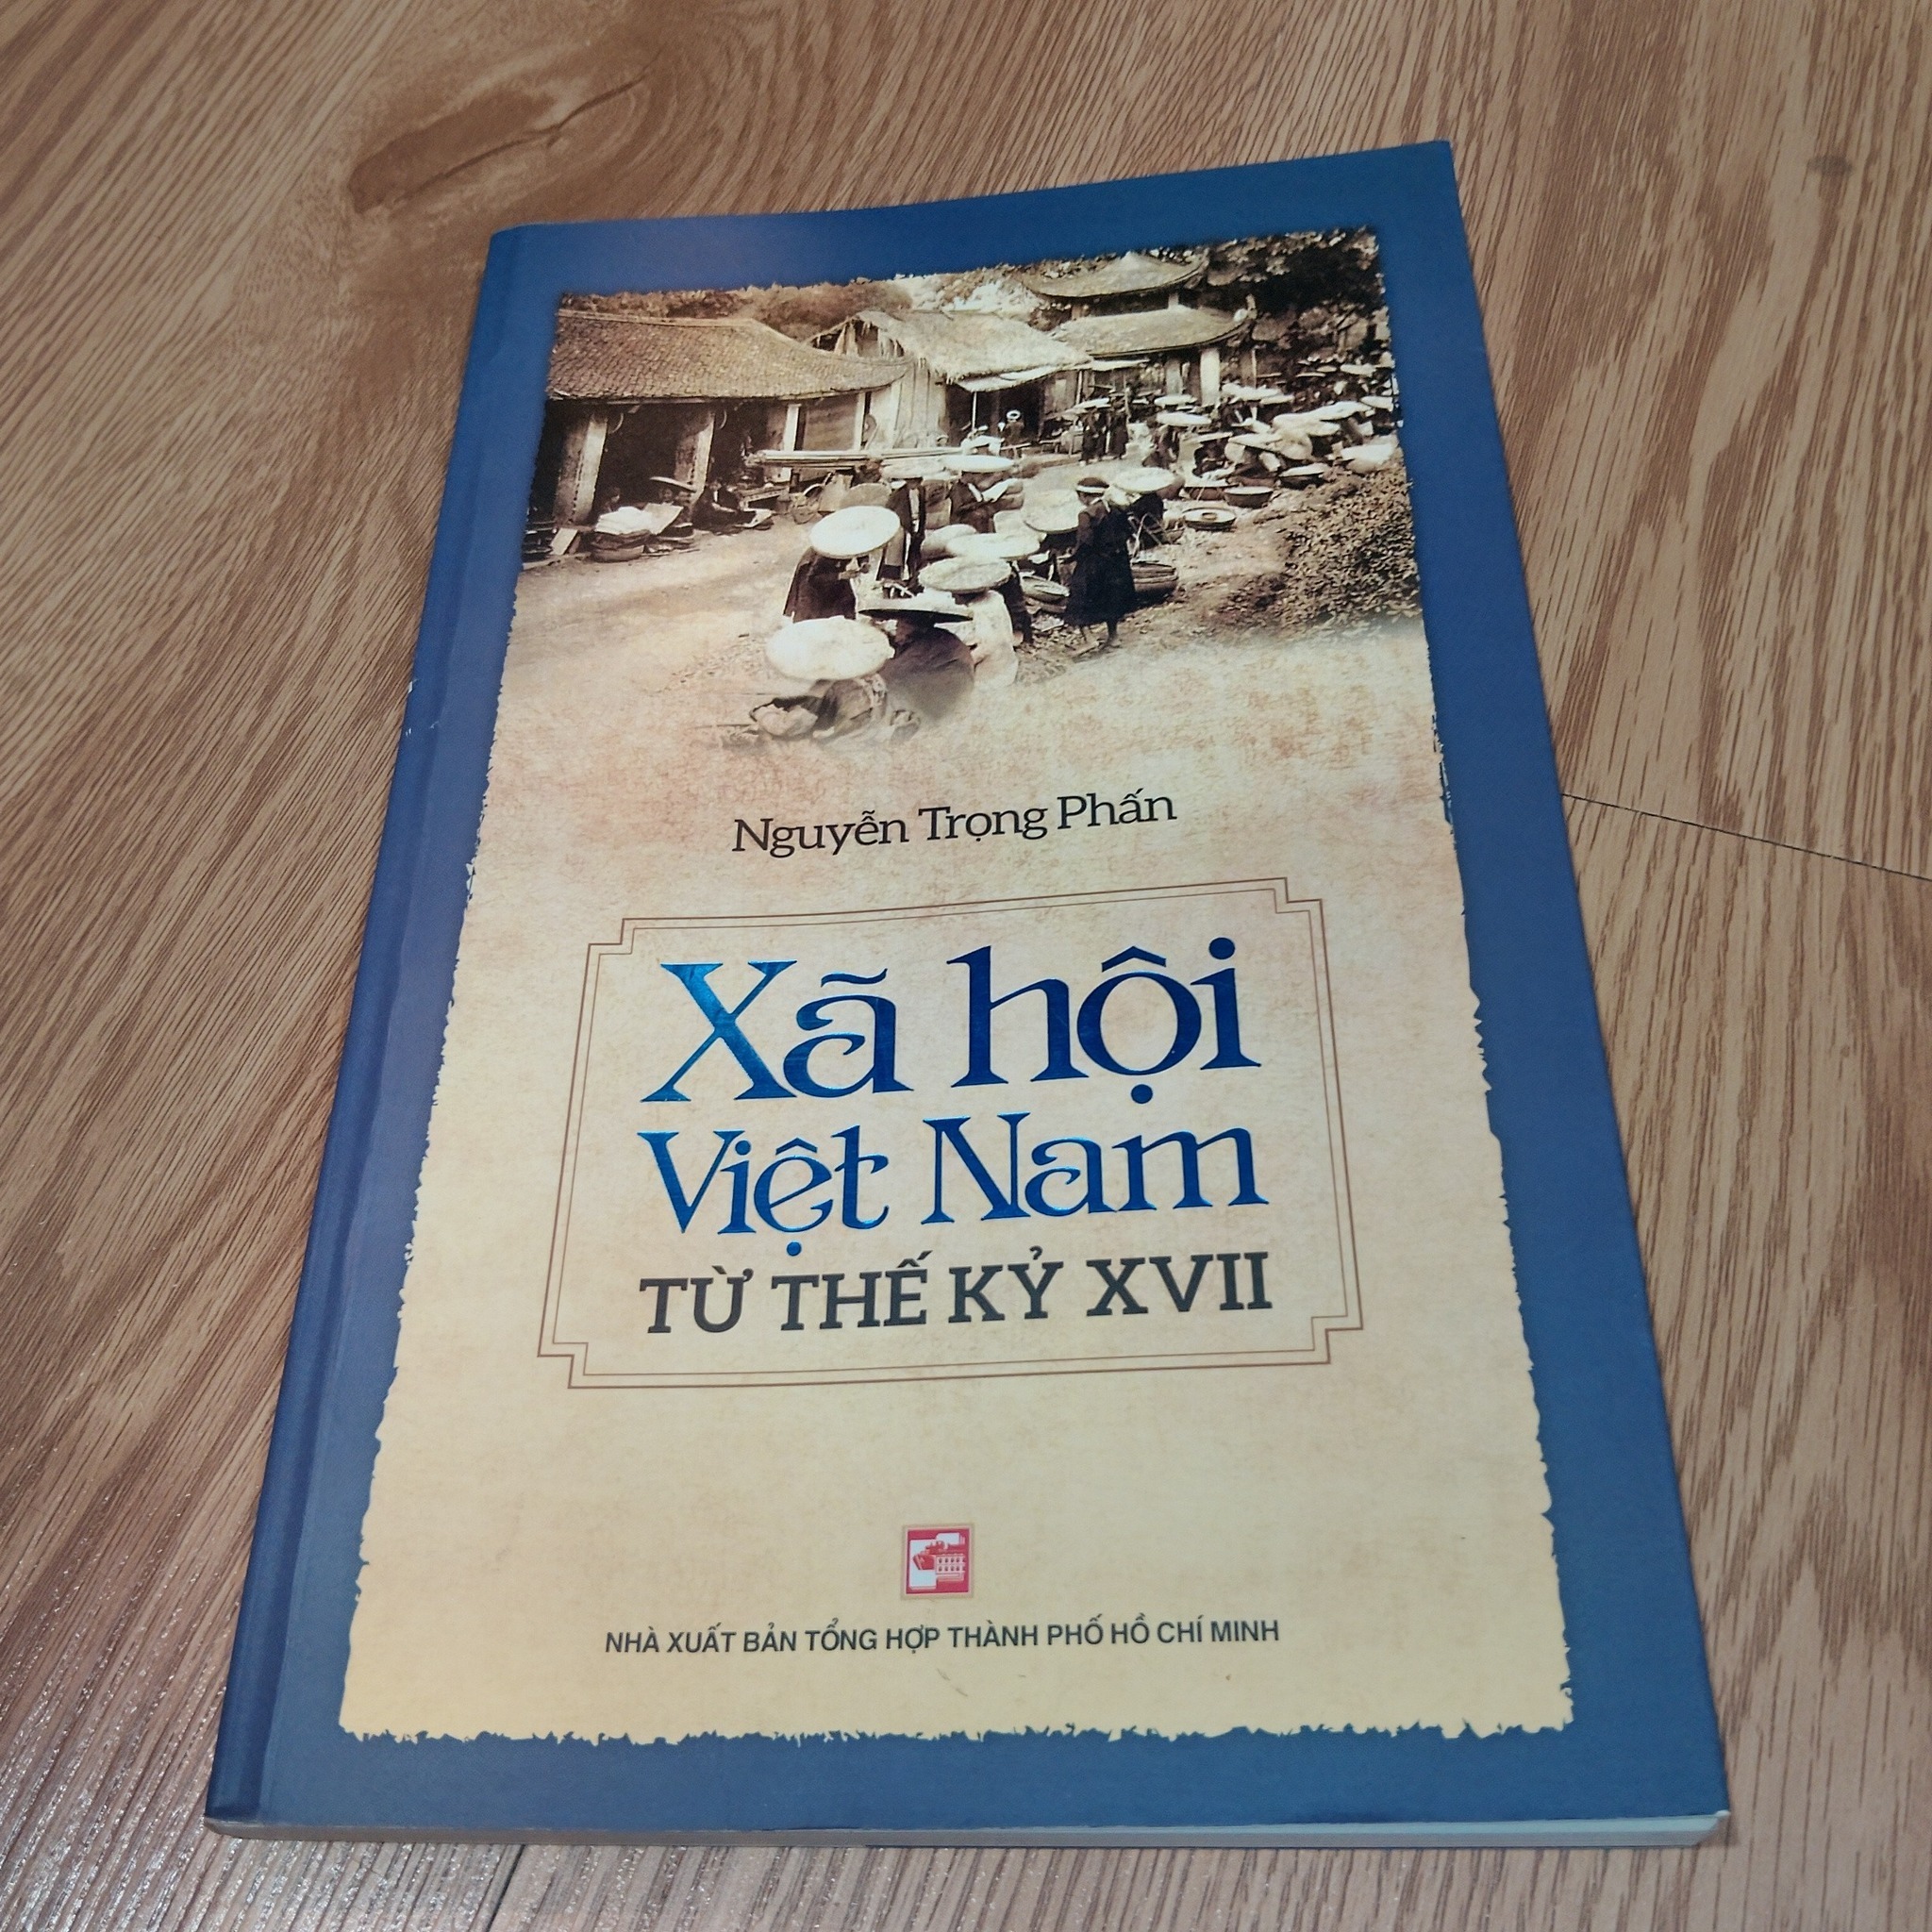 Nguyễn Trọng Phấn
Xã hội
Việt Nam
TỪ THẾ KỶ XVII
NHÀ XUẤT BẢN TỔNG HỢP THÀNH PHỐ HỒ CHÍ MINH